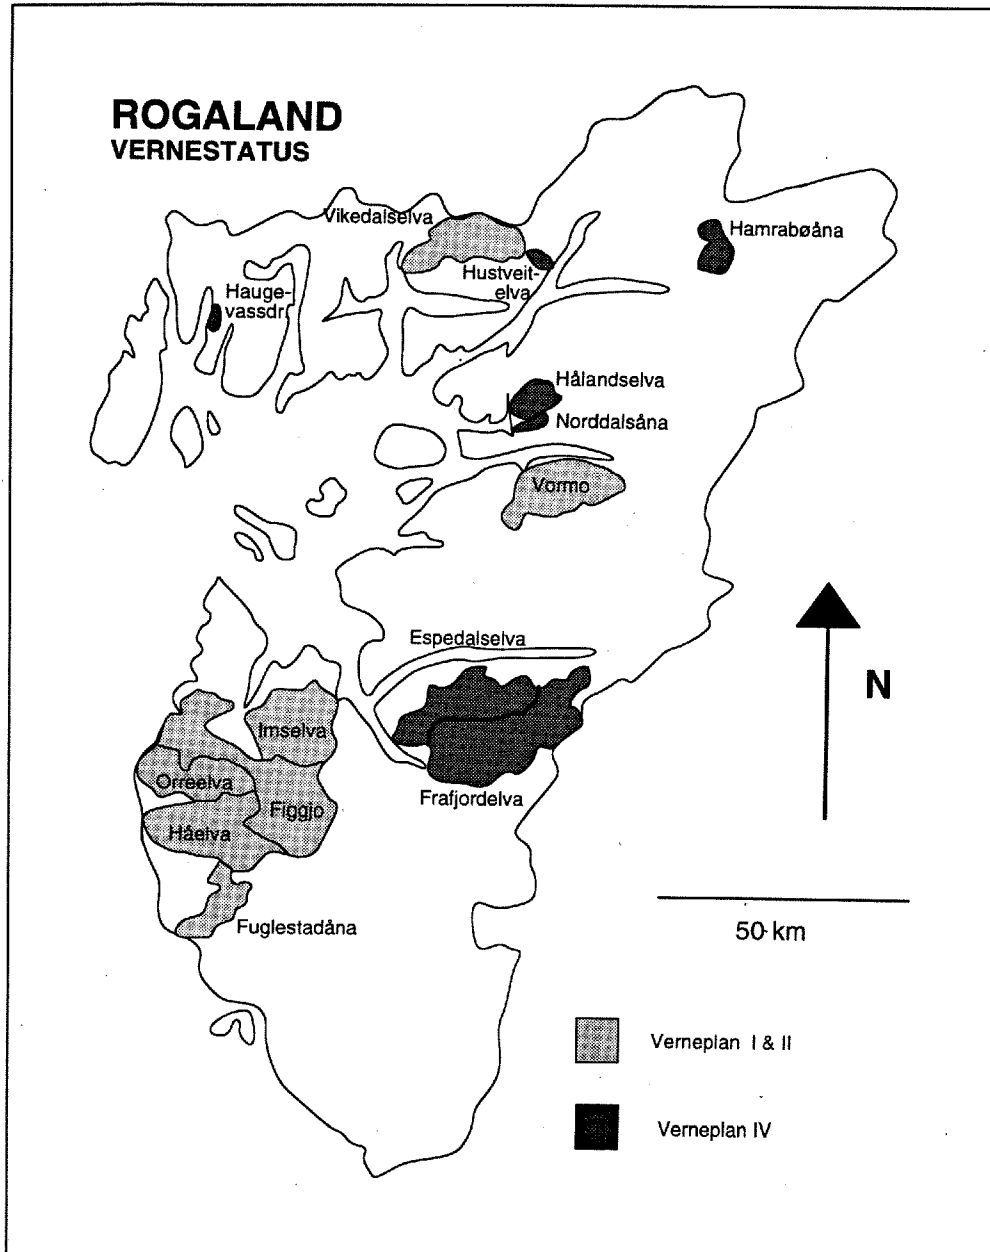 ROGALAND
VERNESTATUS
Vikedalselva
Hamrabøåna
Hustveit-
elva
Hauge-
vassdr.
Hålandselva
Norddalsåna
Vormo
Espedalselva
N
Imselva
Orreelva
Figgjo
Frafjordelva
Håelva
Fuglestadåna
50 km
Verneplan I & II
Verneplan IV